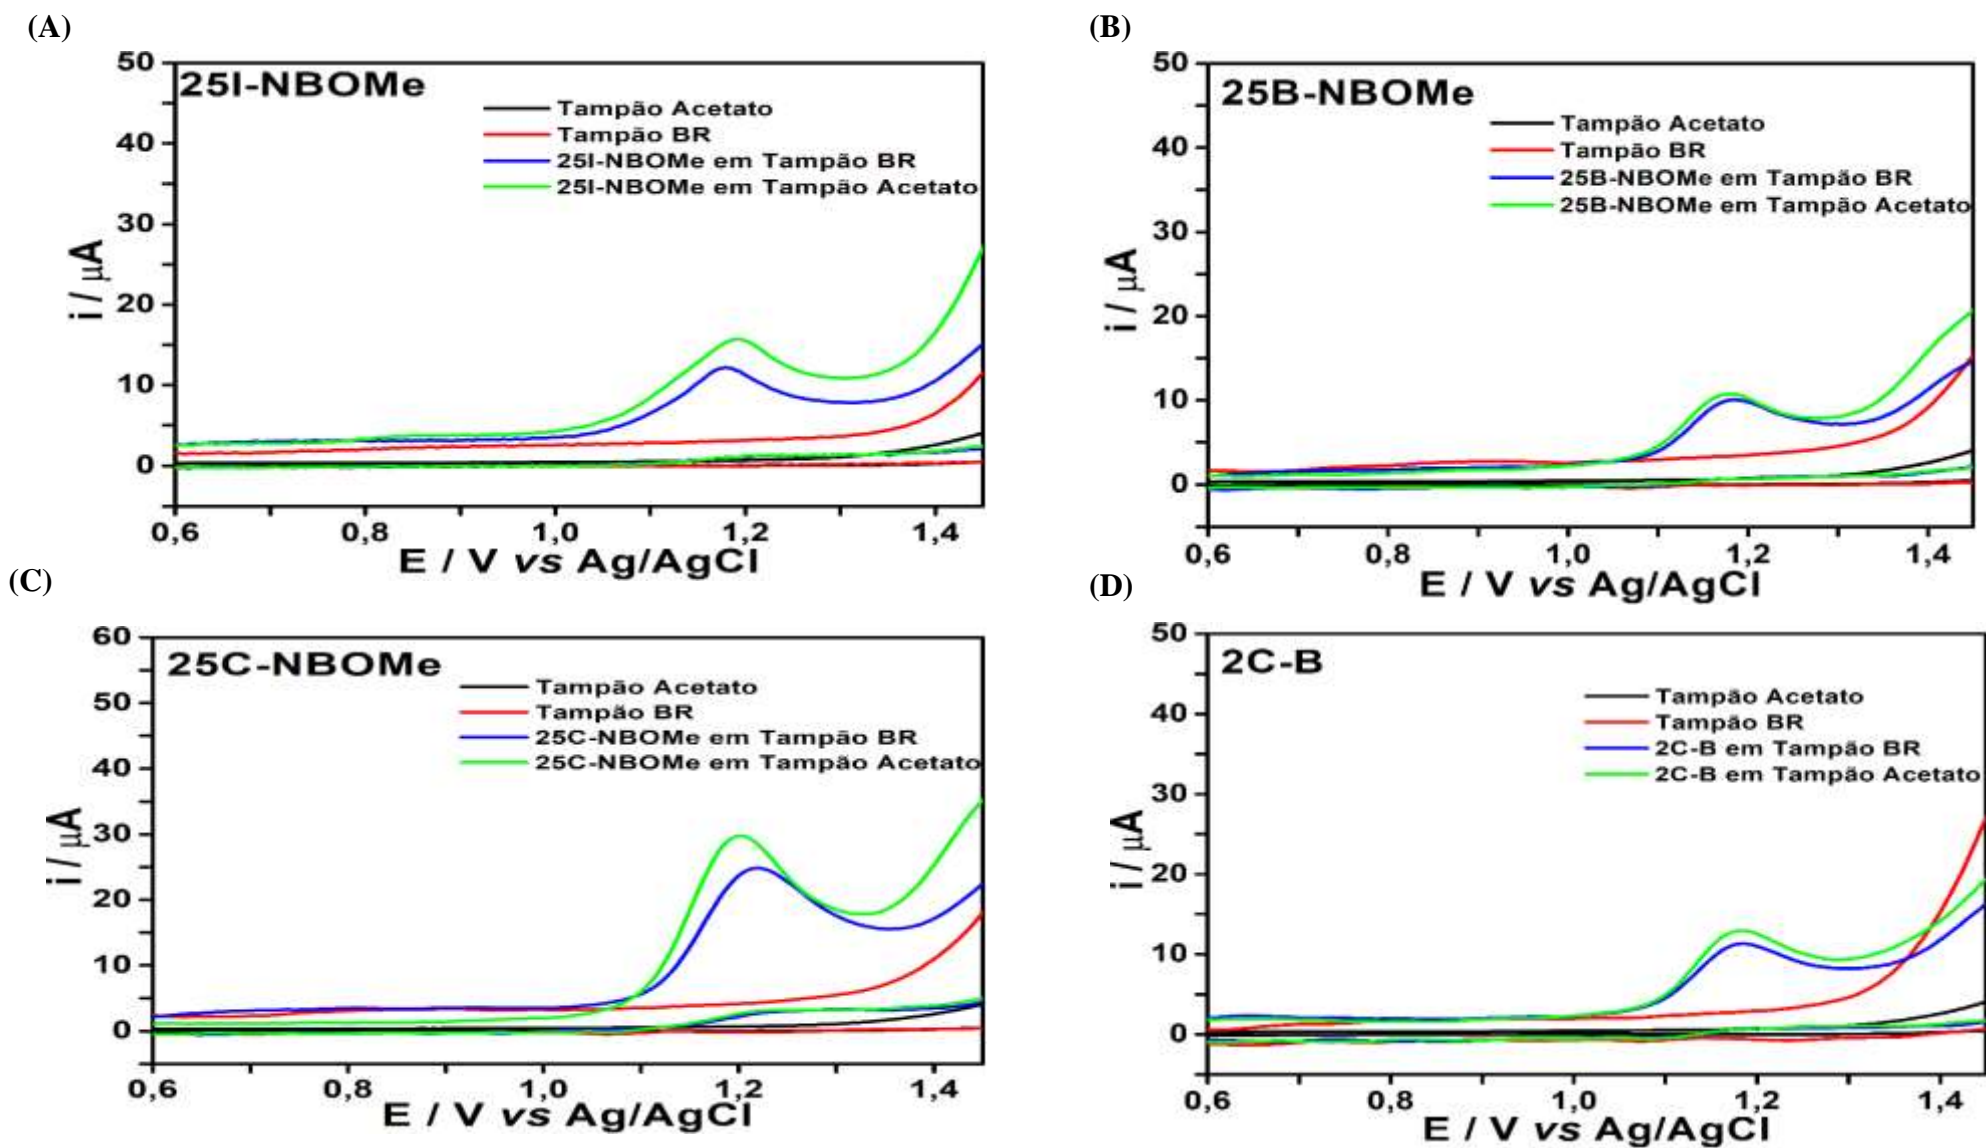 (A)
50
40
30
20
10
0
i / μA
25I-NBOMe
Tampão Acetato
Tampão BR
25I-NBOMe em Tampão BR
25I-NBOMe em Tampão Acetato
0,6 0,8 1,0 1,2 1,4
E / V vs Ag/AgCl
(B)
50
40
30
20
10
0
i / μA
25B-NBOMe
Tampão Acetato
Tampão BR
25B-NBOMe em Tampão BR
25B-NBOMe em Tampão Acetato
0,6 0,8 1,0 1,2 1,4
E / V vs Ag/AgCl
(C)
60
50
40
30
20
10
0
i / μA
25C-NBOMe
Tampão Acetato
Tampão BR
25C-NBOMe em Tampão BR
25C-NBOMe em Tampão Acetato
0,6 0,8 1,0 1,2 1,4
E / V vs Ag/AgCl
(D)
50
40
30
20
10
0
i / μA
2C-B
Tampão Acetato
Tampão BR
2C-B em Tampão BR
2C-B em Tampão Acetato
0,6 0,8 1,0 1,2 1,4
E / V vs Ag/AgCl